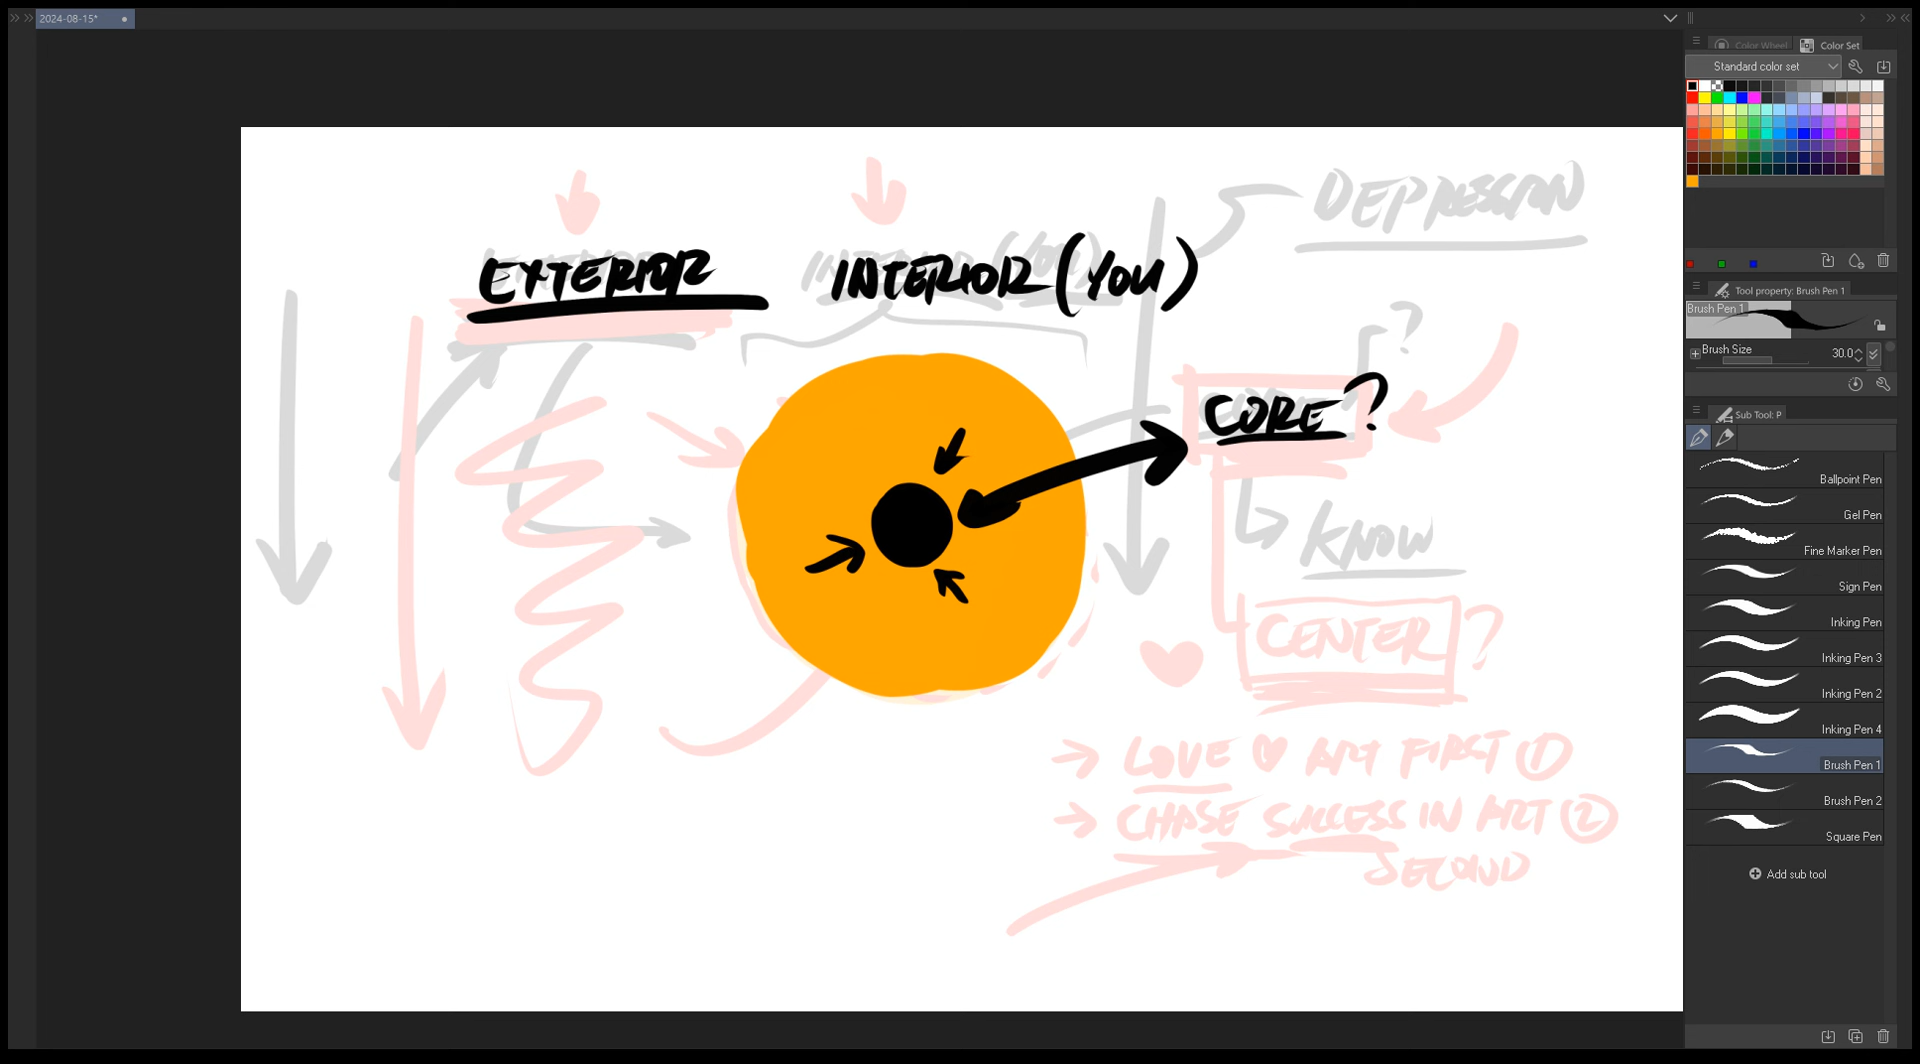 2024-08-15*
Color Wheel
Color Set
Standard color set
DEPRESSION
EXTERIOR
INTERIOR (YOU)
INTERIOR (YOU)
?
CORE?
KNOW
CENTER?
→ LOVE ♡ ART FIRST ①
→ CHASE SUCCESS IN ART ②
SECOND
Tool property: Brush Pen 1
Brush Pen 1
Brush Size
30.0
Sub Tool: P
Ballpoint Pen
Gel Pen
Fine Marker Pen
Sign Pen
Inking Pen
Inking Pen 3
Inking Pen 2
Inking Pen 4
Brush Pen 1
Brush Pen 2
Square Pen
Add sub tool